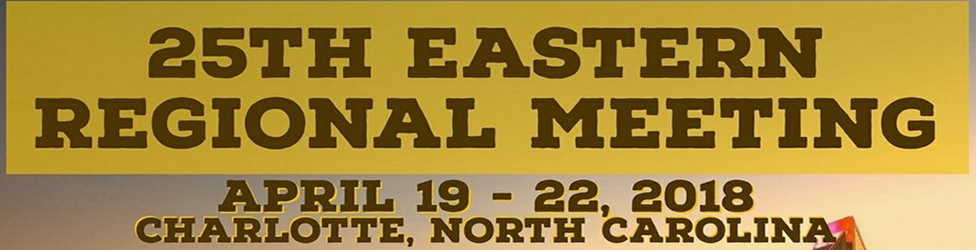 25TH EASTERN
REGIONAL MEETING
APRIL 19 - 22, 2018
CHARLOTTE, NORTH CAROLINA